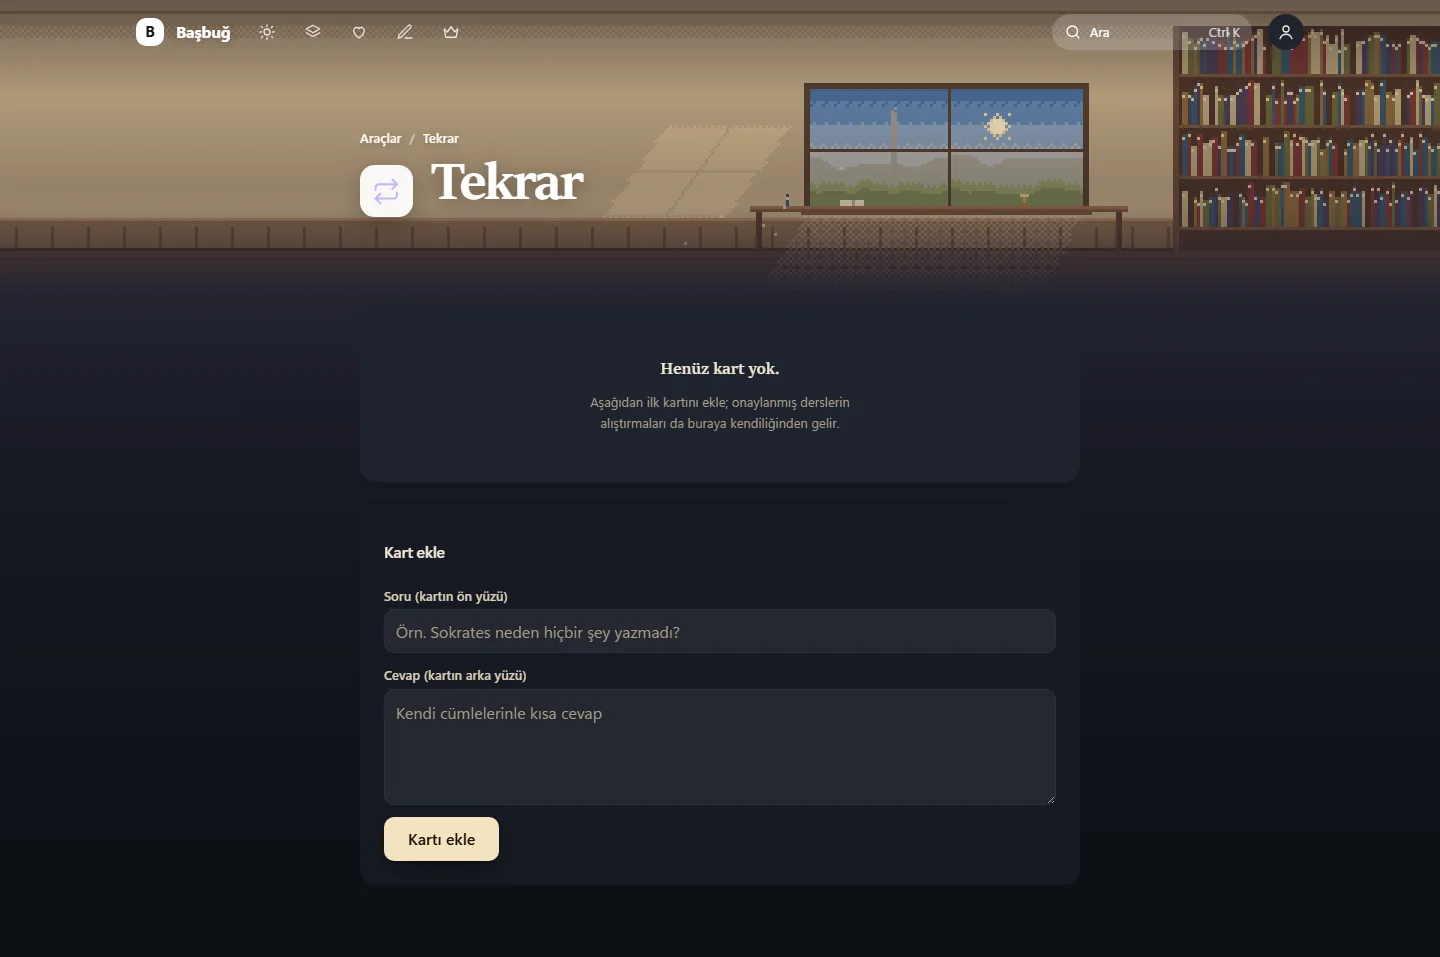 B Başbuğ
Ara Ctrl K
Araçlar / Tekrar
Tekrar
Henüz kart yok.
Aşağıdan ilk kartını ekle; onaylanmış derslerin
alıştırmaları da buraya kendiliğinden gelir.
Kart ekle
Soru (kartın ön yüzü)
Örn. Sokrates neden hiçbir şey yazmadı?
Cevap (kartın arka yüzü)
Kendi cümlelerinle kısa cevap
Kartı ekle